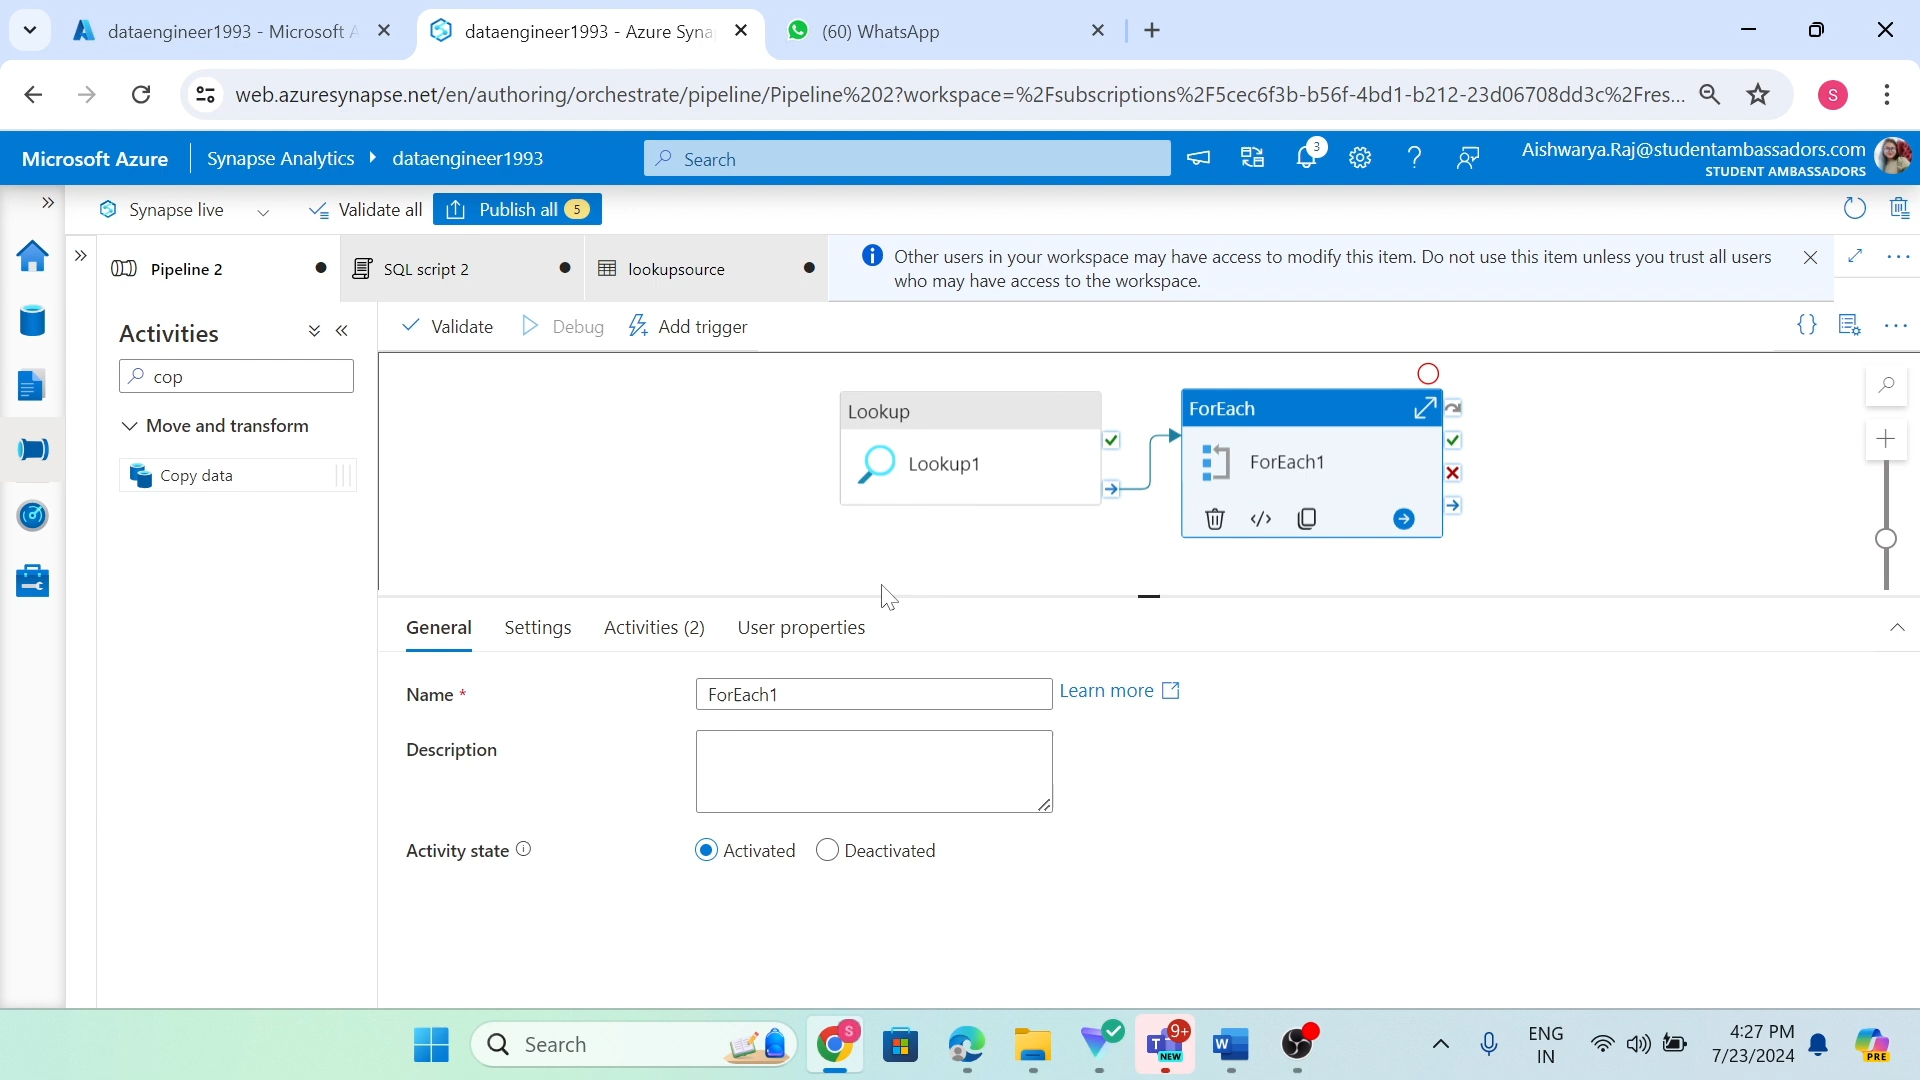 dataengineer1993 - Microsoft A
dataengineer1993 - Azure Syna
(60) WhatsApp
web.azuresynapse.net/en/authoring/orchestrate/pipeline/Pipeline%202?workspace=%2Fsubscriptions%2F5cec6f3b-b56f-4bd1-b212-23d06708dd3c%2Fres...
S
Microsoft Azure
Synapse Analytics
dataengineer1993
Search
3
Aishwarya.Raj@studentambassadors.com
STUDENT AMBASSADORS
Synapse live
Validate all
Publish all 5
Pipeline 2
SQL script 2
lookupsource
Other users in your workspace may have access to modify this item. Do not use this item unless you trust all users
who may have access to the workspace.
Activities
cop
Move and transform
Copy data
Validate
Debug
Add trigger
Lookup
Lookup1
ForEach
ForEach1
General
Settings
Activities (2)
User properties
Name *
ForEach1
Learn more
Description
Activity state
Activated
Deactivated
Search
S
9+
NEW
ENG
IN
4:27 PM
7/23/2024
PRE